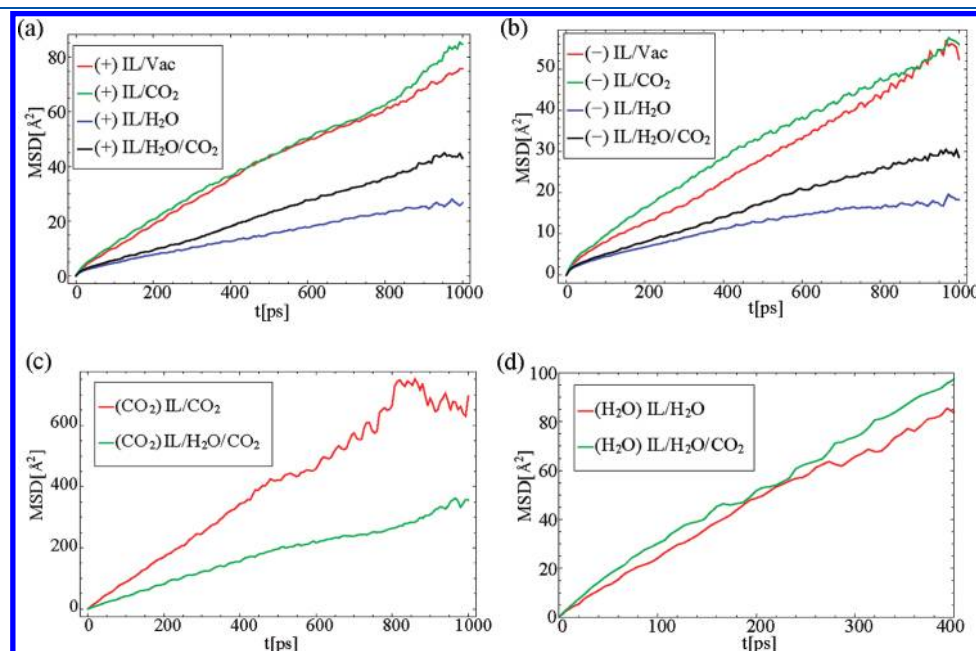 (a)
MSD[Å²]
80
60
40
20
0
(+) IL/Vac
(+) IL/CO₂
(+) IL/H₂O
(+) IL/H₂O/CO₂
0 200 400 600 800 1000
t[ps]
(b)
MSD[Å²]
50
40
30
20
10
0
(−) IL/Vac
(−) IL/CO₂
(−) IL/H₂O
(−) IL/H₂O/CO₂
0 200 400 600 800 1000
t[ps]
(c)
MSD[Å²]
600
400
200
0
(CO₂) IL/CO₂
(CO₂) IL/H₂O/CO₂
0 200 400 600 800 1000
t[ps]
(d)
MSD[Å²]
100
80
60
40
20
0
(H₂O) IL/H₂O
(H₂O) IL/H₂O/CO₂
0 100 200 300 400
t[ps]